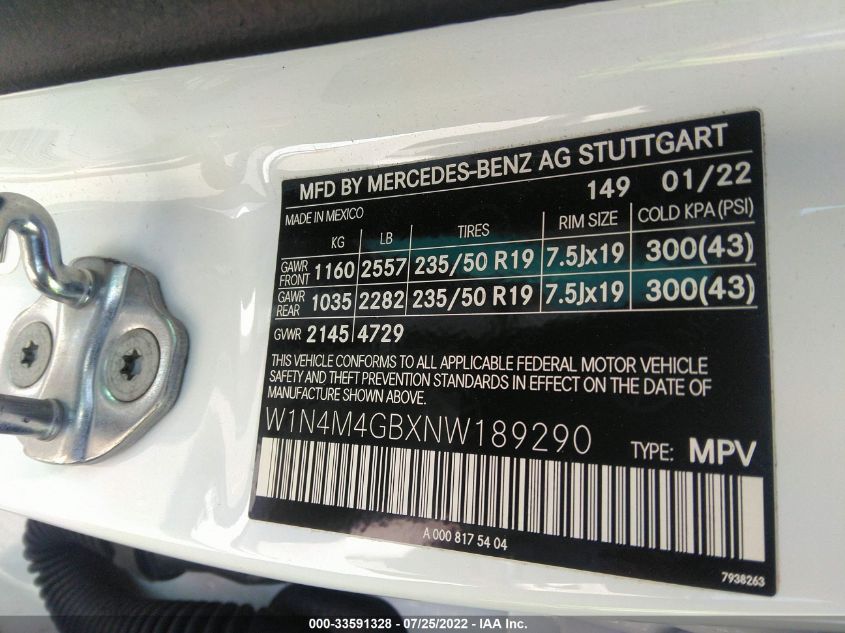 MFD BY MERCEDES-BENZ AG STUTTGART
149 01/22
MADE IN MEXICO
KG LB TIRES RIM SIZE COLD KPA (PSI)
GAWR FRONT 1160 2557 235/50 R19 7.5Jx19 300(43)
GAWR REAR 1035 2282 235/50 R19 7.5Jx19 300(43)
GVWR 2145 4729
THIS VEHICLE CONFORMS TO ALL APPLICABLE FEDERAL MOTOR VEHICLE
SAFETY AND THEFT PREVENTION STANDARDS IN EFFECT ON THE DATE OF
MANUFACTURE SHOWN ABOVE.
W1N4M4GBXNW189290 TYPE: MPV
A 000 817 54 04
7938263
000-33591328 - 07/25/2022 - IAA Inc.